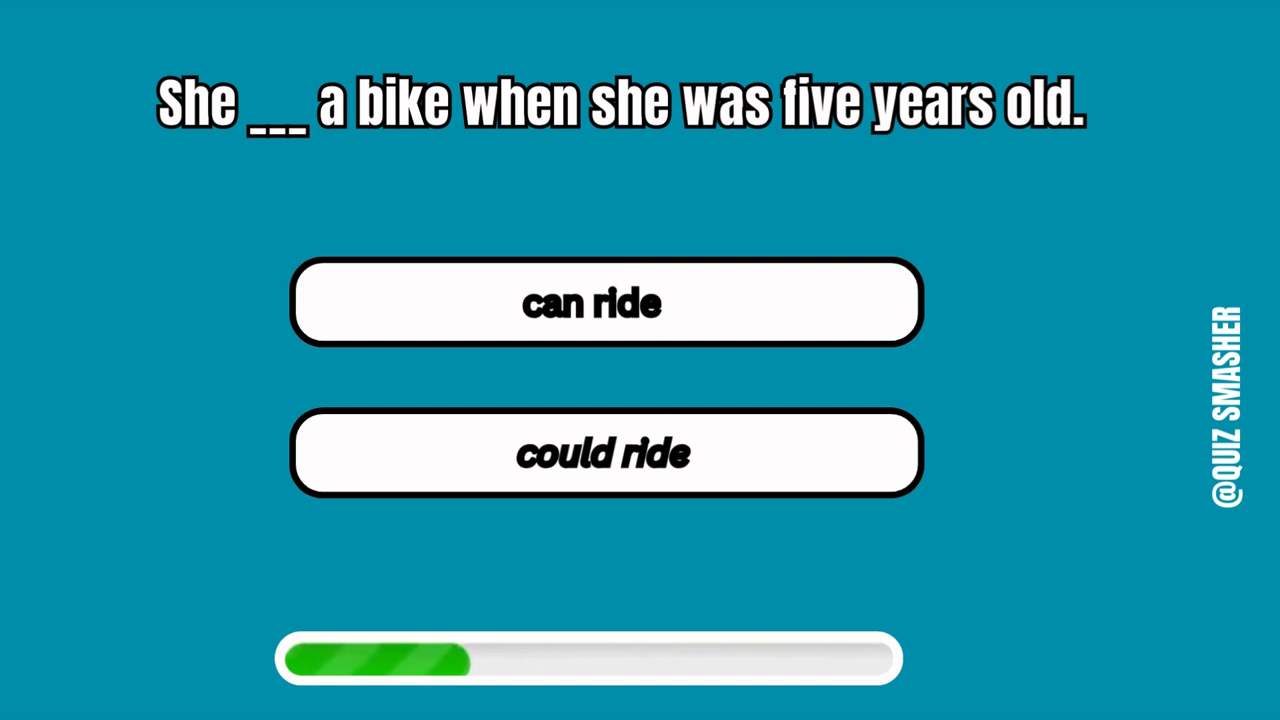 She ___ a bike when she was five years old.
can ride
could ride
@QUIZ SMASHER